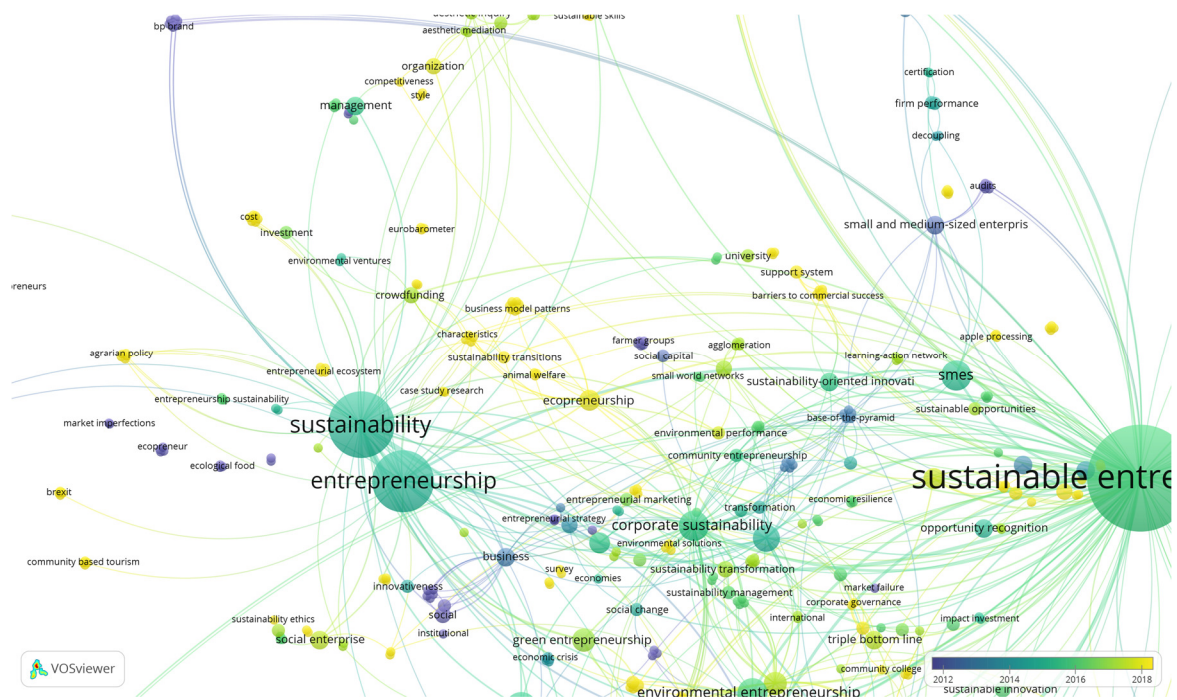 aesthetic inquiry
sustainable skills
bp brand
aesthetic mediation
organization
certification
competitiveness
style
management
firm performance
decoupling
audits
cost
small and medium-sized enterpris
investment
eurobarometer
university
environmental ventures
support system
preneurs
crowdfunding
barriers to commercial success
business model patterns
characteristics
apple processing
farmer groups
agglomeration
agrarian policy
social capital
learning-action network
sustainability transitions
entrepreneurial ecosystem
animal welfare
small world networks
smes
sustainability-oriented innovati
case study research
entrepreneurship sustainability
ecopreneurship
sustainable opportunities
base-of-the-pyramid
market imperfections
sustainability
environmental performance
ecopreneur
community entrepreneurship
ecological food
sustainable entre
entrepreneurship
brexit
entrepreneurial marketing
economic resilience
transformation
entrepreneurial strategy
corporate sustainability
opportunity recognition
environmental solutions
business
community based tourism
survey
sustainability transformation
economies
innovativeness
market failure
sustainability management
corporate governance
social change
social
sustainability ethics
international
impact investment
institutional
social enterprise
green entrepreneurship
triple bottom line
economic crisis
VOSviewer
community college
2012
2014
2016
2018
environmental entrepreneurship
sustainable innovation